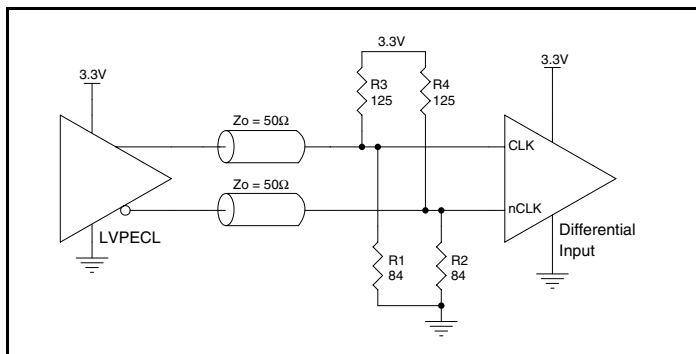 3.3V
3.3V
3.3V
R3
125
R4
125
Zo = 50Ω
CLK
Zo = 50Ω
nCLK
LVPECL
Differential
Input
R1
84
R2
84